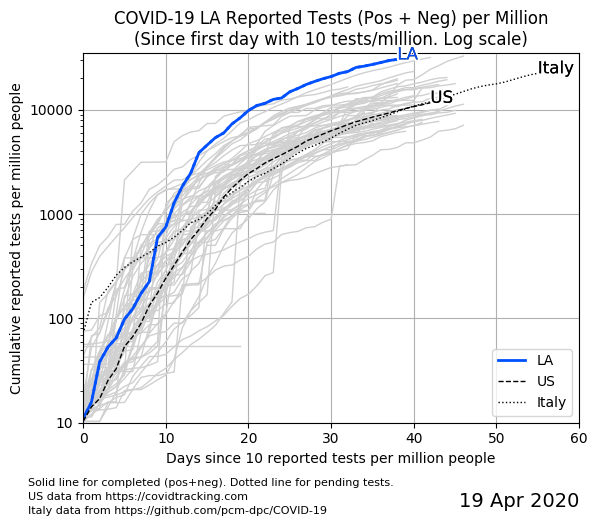 COVID-19 LA Reported Tests (Pos + Neg) per Million
(Since first day with 10 tests/million. Log scale)
LA
Italy
US
10000
1000
100
10
Cumulative reported tests per million people
LA
US
Italy
0 10 20 30 40 50 60
Days since 10 reported tests per million people
Solid line for completed (pos+neg). Dotted line for pending tests.
US data from https://covidtracking.com
Italy data from https://github.com/pcm-dpc/COVID-19
19 Apr 2020